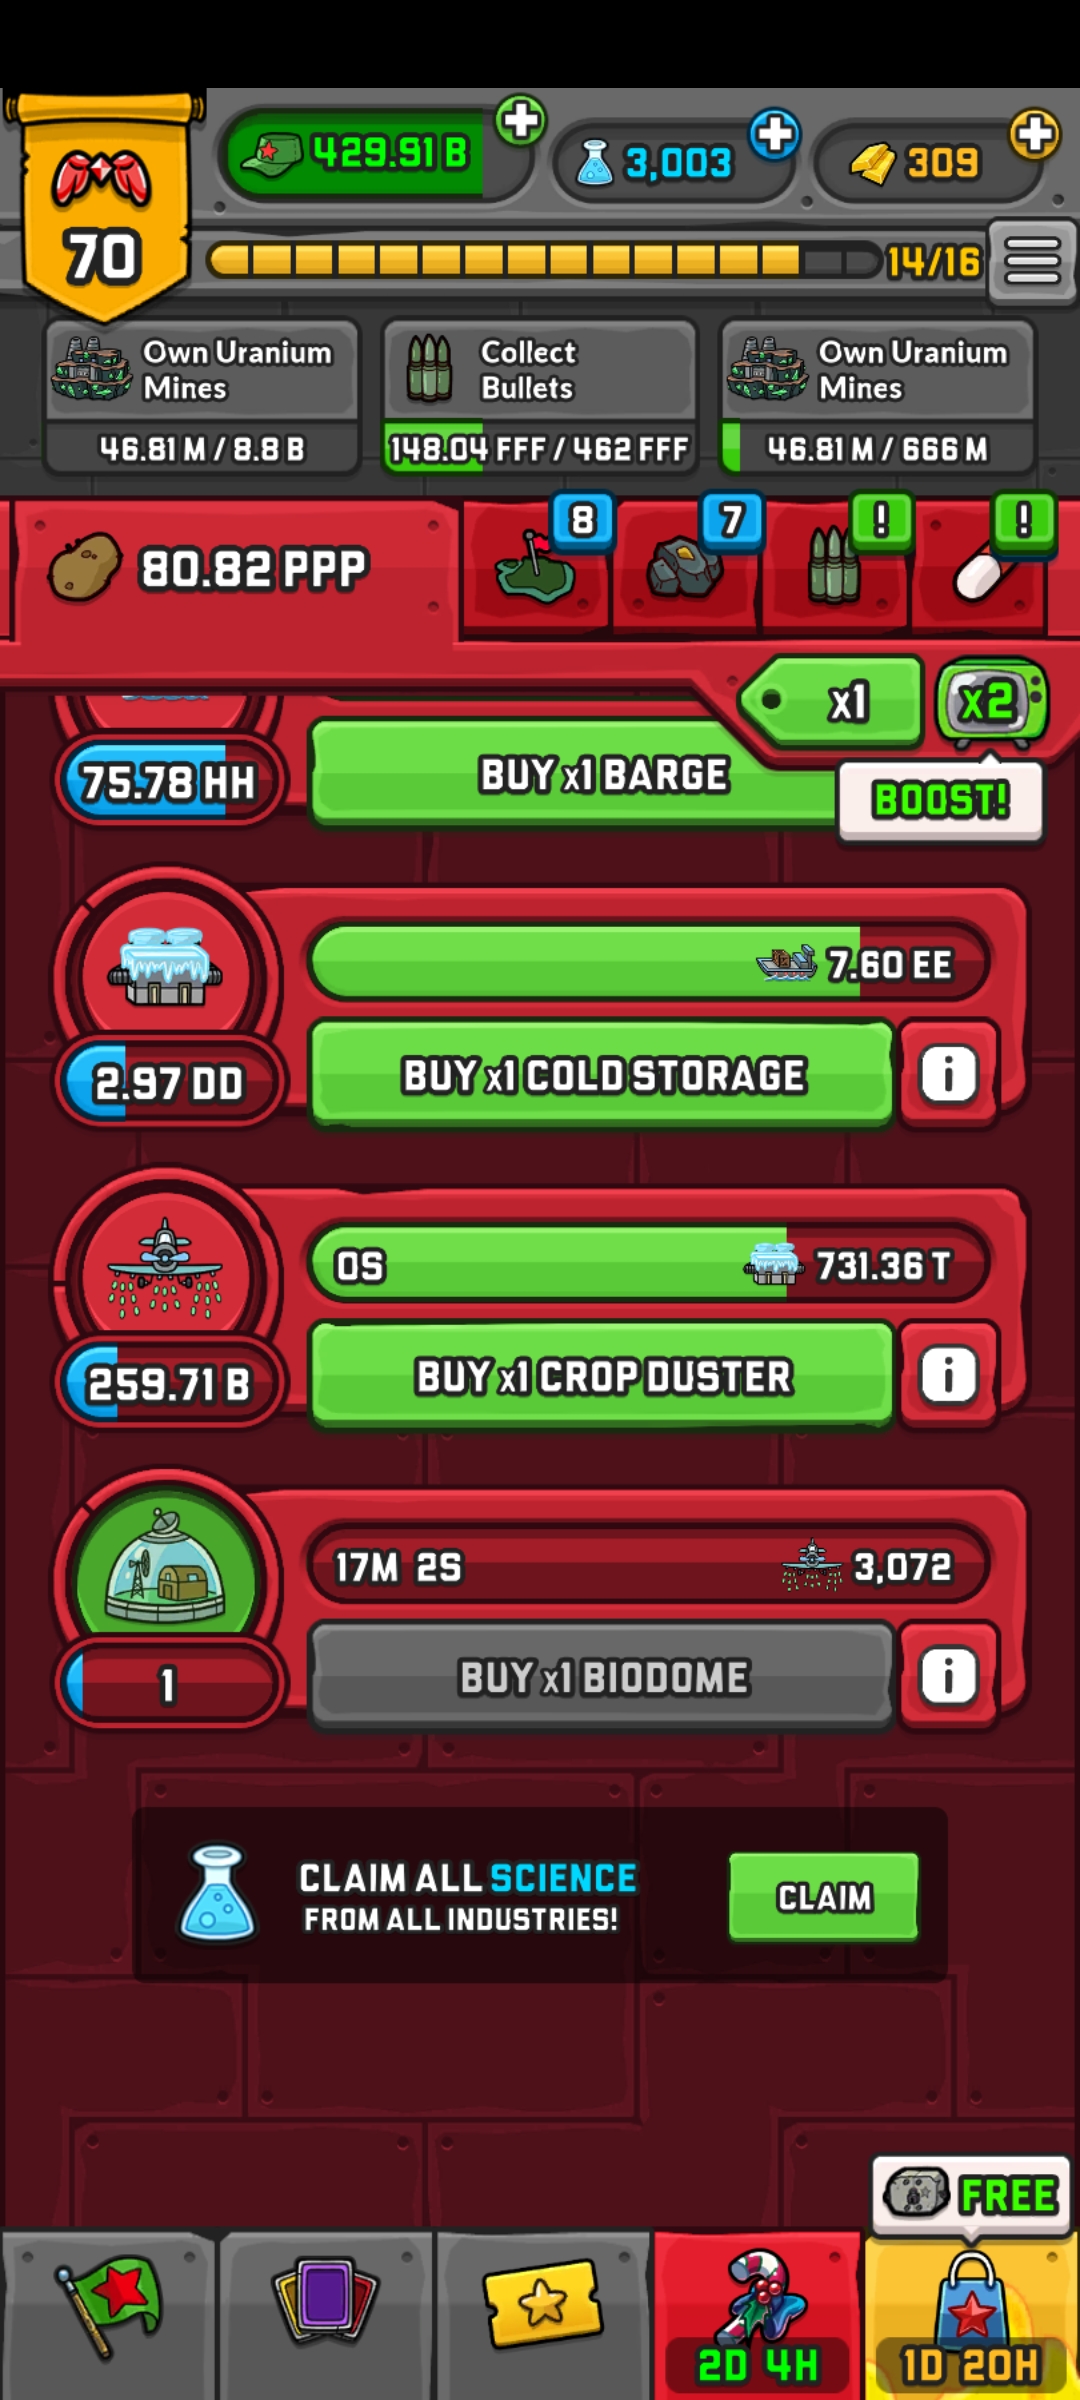 429.91 B
3,003
309
70
14/16
Own Uranium
Mines
46.81 M / 8.8 B
Collect
Bullets
148.04 FFF / 462 FFF
Own Uranium
Mines
46.81 M / 666 M
80.82 PPP
8
7
!
!
x1
x2
BOOST!
75.78 HH
BUY x1 BARGE
7.60 EE
2.97 DD
BUY x1 COLD STORAGE
i
0S
731.36 T
259.71 B
BUY x1 CROP DUSTER
i
17M 2S
3,072
1
BUY x1 BIODOME
i
CLAIM ALL SCIENCE
FROM ALL INDUSTRIES!
CLAIM
FREE
2D 4H
1D 20H